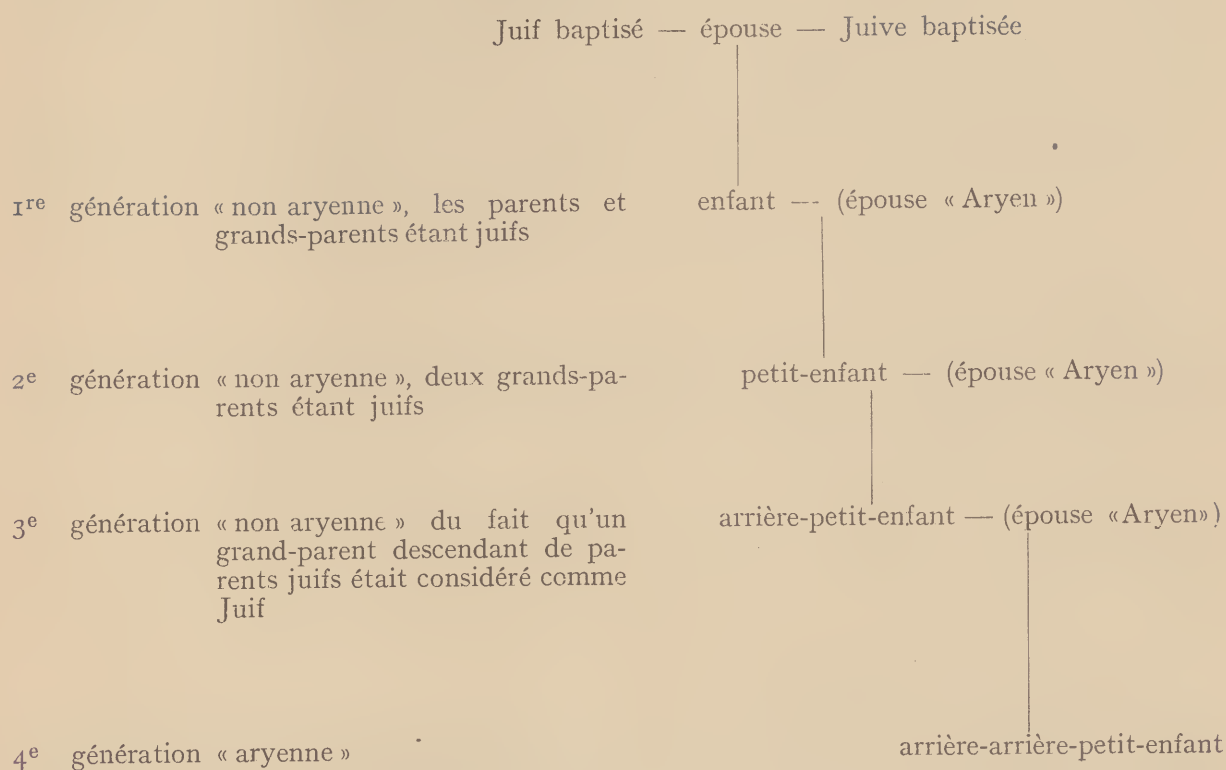 Juif baptisé — épouse — Juive baptisée
1re génération « non aryenne », les parents et grands-parents étant juifs
enfant — (épouse « Aryen »)
2e génération « non aryenne », deux grands-pa-
rents étant juifs
petit-enfant — (épouse « Aryen »)
3e génération « non aryenne » du fait qu'un
grand-parent descendant de pa-
rents juifs était considéré comme
Juif
arrière-petit-enfant — (épouse «Aryen»)
4e génération « aryenne »
arrière-arrière-petit-enfant